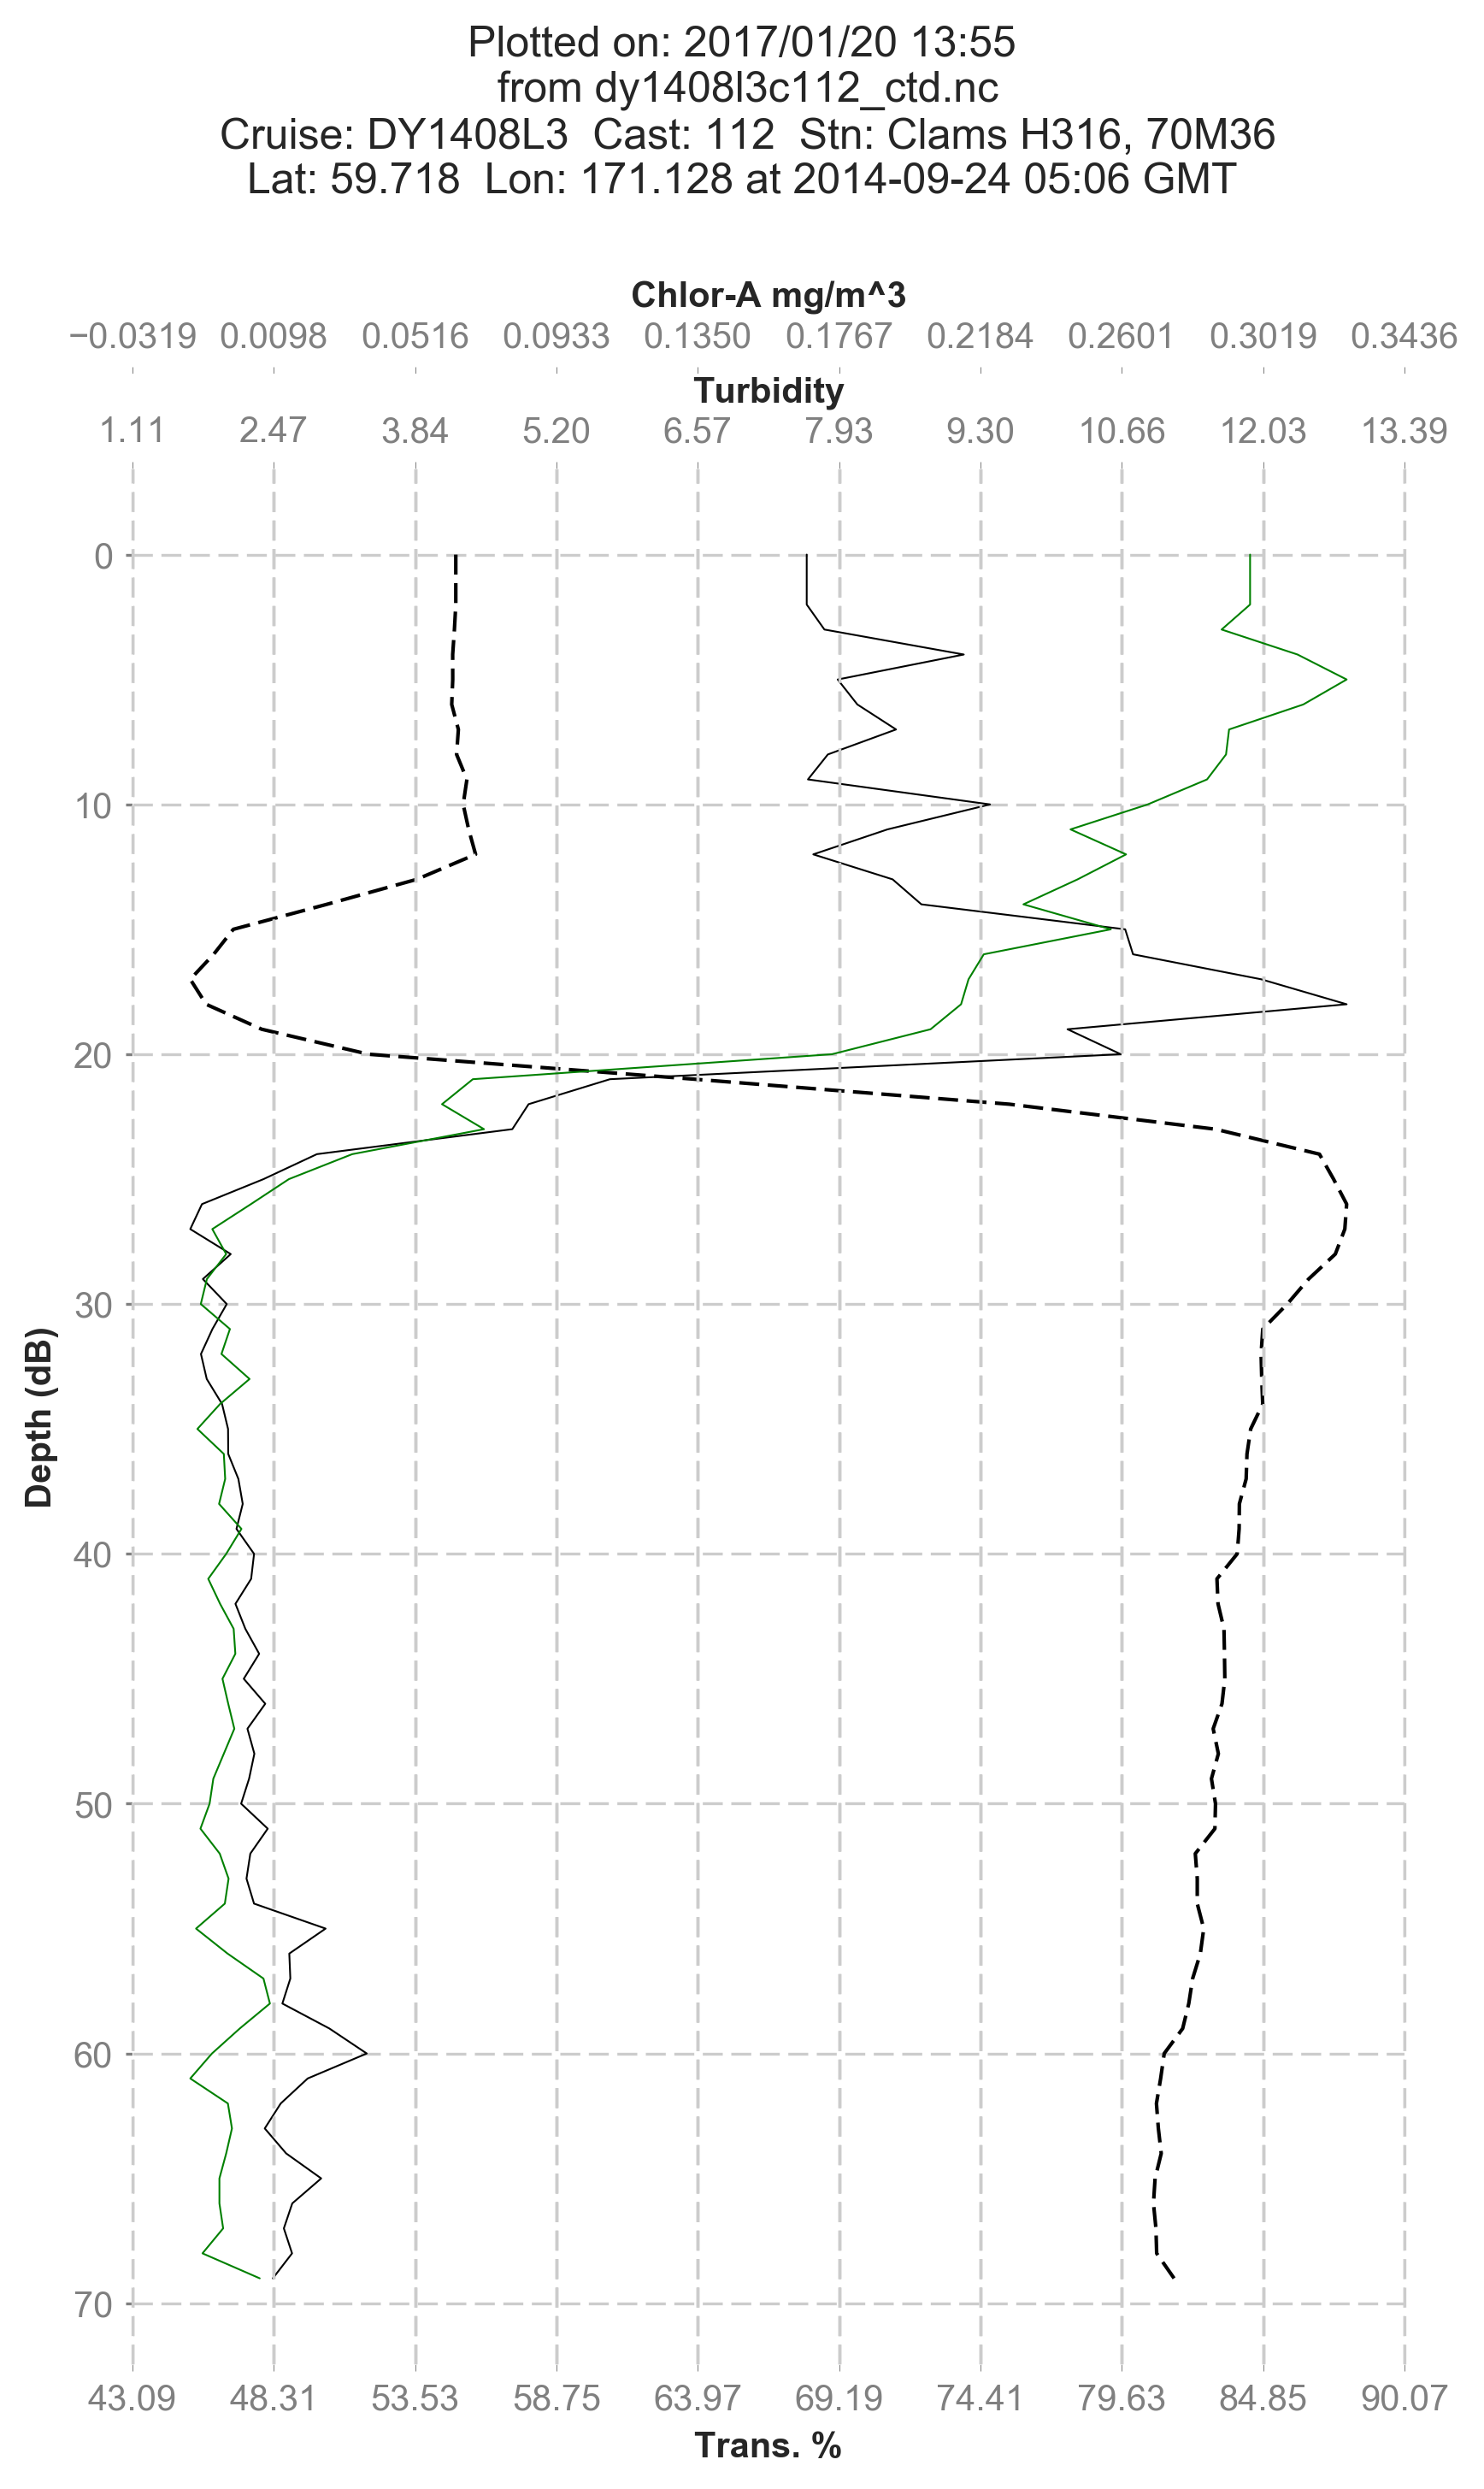 Plotted on: 2017/01/20 13:55
from dy1408l3c112_ctd.nc
Cruise: DY1408L3  Cast: 112  Stn: Clams H316, 70M36
Lat: 59.718  Lon: 171.128 at 2014-09-24 05:06 GMT
Chlor-A mg/m^3
−0.0319 0.0098 0.0516 0.0933 0.1350 0.1767 0.2184 0.2601 0.3019 0.3436
Turbidity
1.11 2.47 3.84 5.20 6.57 7.93 9.30 10.66 12.03 13.39
0
10
20
30
Depth (dB)
40
50
60
70
43.09 48.31 53.53 58.75 63.97 69.19 74.41 79.63 84.85 90.07
Trans. %